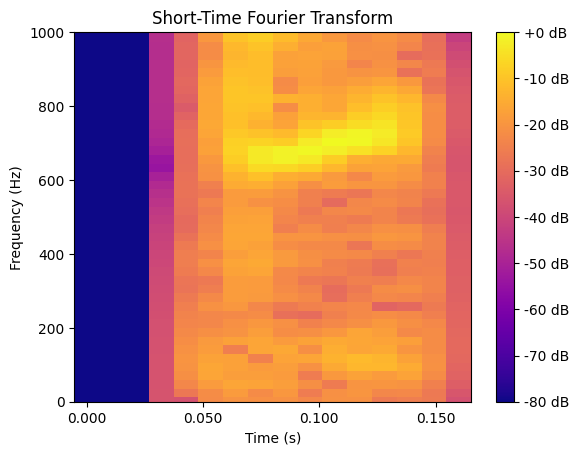 Short-Time Fourier Transform
1000
800
600
400
200
0
Frequency (Hz)
0.000
0.050
0.100
0.150
Time (s)
+0 dB
-10 dB
-20 dB
-30 dB
-40 dB
-50 dB
-60 dB
-70 dB
-80 dB